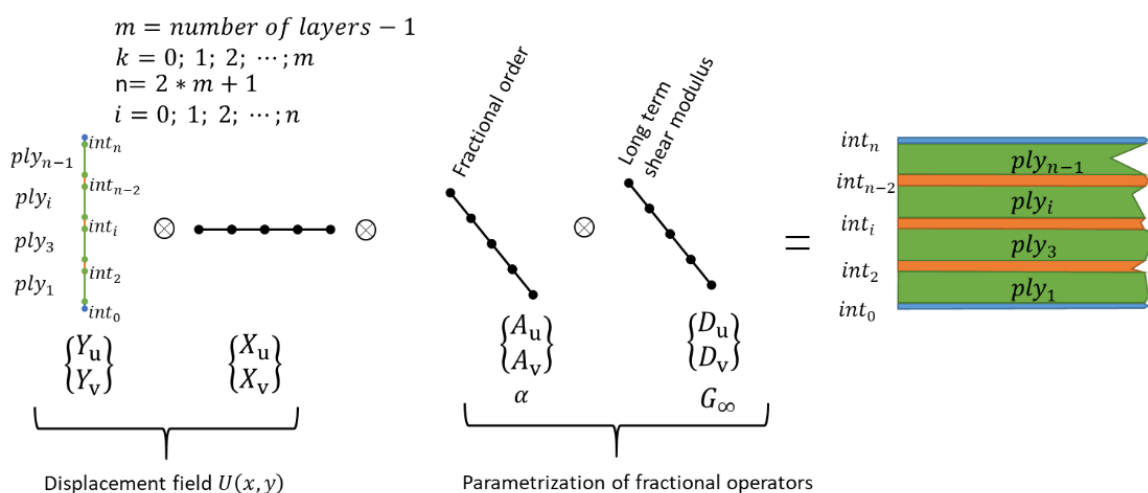 m = number of layers − 1
k = 0; 1; 2; ⋯ ; m
n= 2 * m + 1
i = 0; 1; 2; ⋯ ; n
Fractional order
Long term
shear modulus
int_n
ply_{n−1}
int_{n−2}
ply_i
int_i
ply_3
int_2
ply_1
int_0
⊗
⊗
⊗
=
int_n
ply_{n−1}
int_{n−2}
ply_i
int_i
ply_3
int_2
ply_1
int_0
{Y_u
Y_v}
{X_u
X_v}
{A_u
A_v}
α
{D_u
D_v}
G_∞
Displacement field U(x, y)
Parametrization of fractional operators